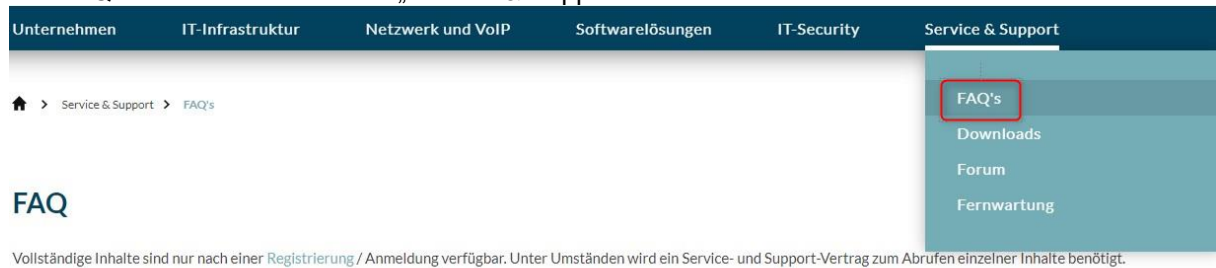 Unternehmen IT-Infrastruktur Netzwerk und VoIP Softwarelösungen IT-Security Service & Support
Service & Support > FAQ's
FAQ's
Downloads
Forum
Fernwartung
FAQ
Vollständige Inhalte sind nur nach einer Registrierung / Anmeldung verfügbar. Unter Umständen wird ein Service- und Support-Vertrag zum Abrufen einzelner Inhalte benötigt.